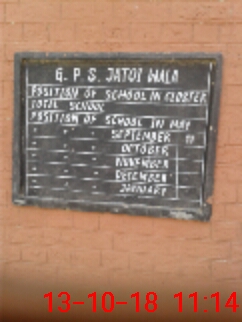 G. P. S. JATOI WALA
POSITION OF SCHOOL IN CLUSTER
TOTAL SCHOOL
POSITION OF SCHOOL IN MAY
" " " SEPTEMBER
" " " OCTOBER
" " " NOVEMBER
" " " DECEMBER
" " " JANUARY
13-10-18 11:14